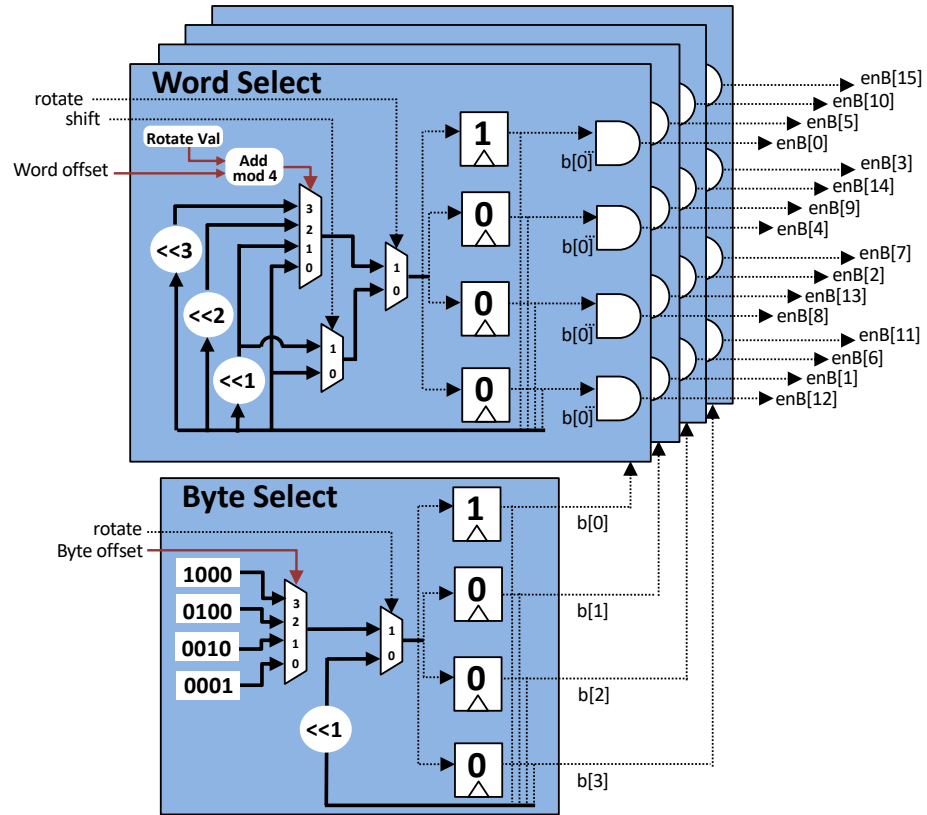 Word Select
rotate
shift
Rotate Val
Word offset
Add
mod 4
3
2
1
0
<<3
<<2
<<1
1
0
1
0
1
0
0
0
b[0]
b[0]
b[0]
b[0]
enB[15]
enB[10]
enB[5]
enB[0]
enB[3]
enB[14]
enB[9]
enB[4]
enB[7]
enB[2]
enB[13]
enB[8]
enB[11]
enB[6]
enB[1]
enB[12]
Byte Select
rotate
Byte offset
1000
0100
0010
0001
3
2
1
0
1
0
<<1
1
0
0
0
b[0]
b[1]
b[2]
b[3]